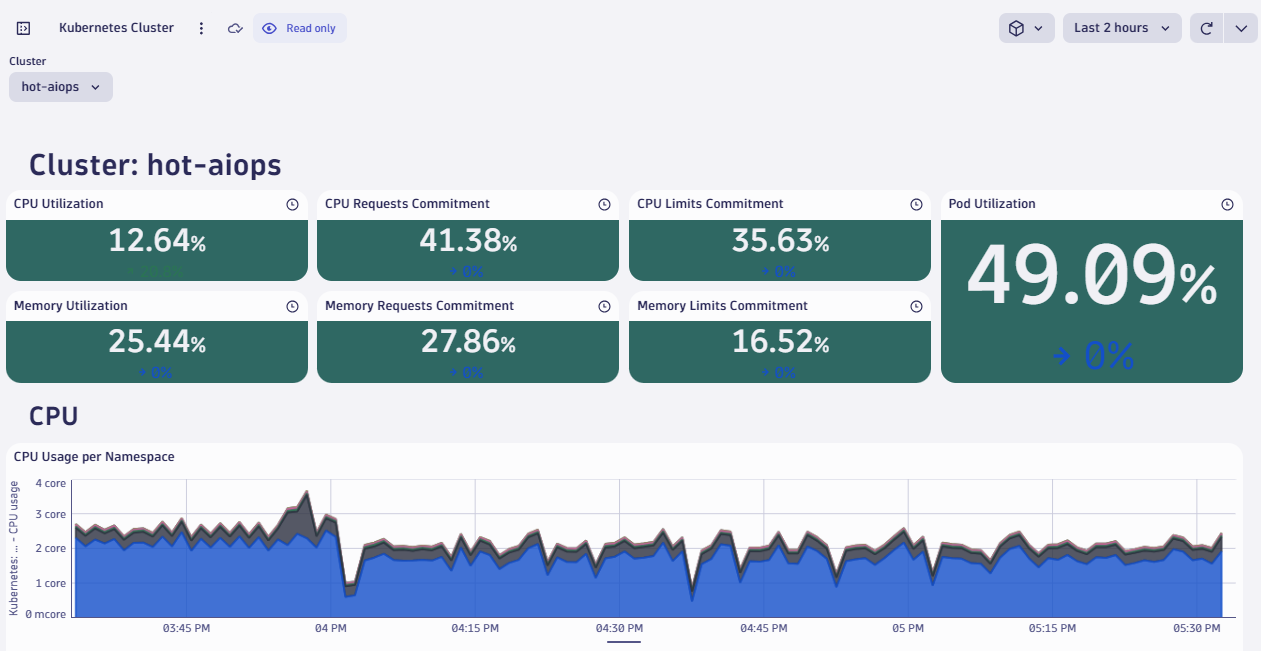 Kubernetes Cluster
Read only
Last 2 hours
Cluster
hot-aiops
Cluster: hot-aiops
CPU Utilization
12.64%
CPU Requests Commitment
41.38%
0%
CPU Limits Commitment
35.63%
0%
Pod Utilization
49.09%
→ 0%
Memory Utilization
25.44%
0%
Memory Requests Commitment
27.86%
0%
Memory Limits Commitment
16.52%
0%
CPU
CPU Usage per Namespace
Kubernetes: ... - CPU usage
4 core
3 core
2 core
1 core
0 mcore
03:45 PM
04 PM
04:15 PM
04:30 PM
04:45 PM
05 PM
05:15 PM
05:30 PM